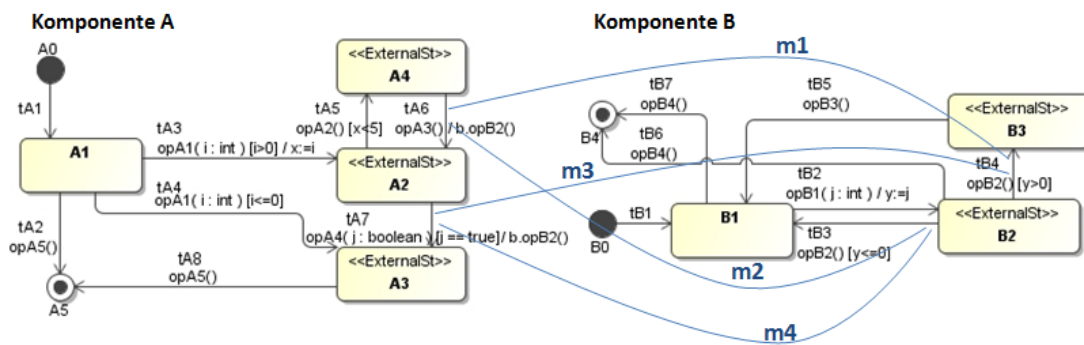 Komponente A
Komponente B
A0
tA1
A1
tA3
opA1( i : int ) [i>0] / x:=i
tA4
opA1( i : int ) [i<=0]
tA2
opA5()
A5
tA8
opA5()
<<ExternalSt>>
A4
tA5
opA2() [x<5]
tA6
opA3() / b.opB2()
<<ExternalSt>>
A2
tA7
opA4( j : boolean ) [j == true] / b.opB2()
<<ExternalSt>>
A3
m1
m3
m2
m4
tB7
opB4()
B4
tB6
opB4()
tB5
opB3()
<<ExternalSt>>
B3
tB4
opB2() [y>0]
tB2
opB1( j : int ) / y:=j
tB1
B0
B1
tB3
opB2() [y<=0]
<<ExternalSt>>
B2